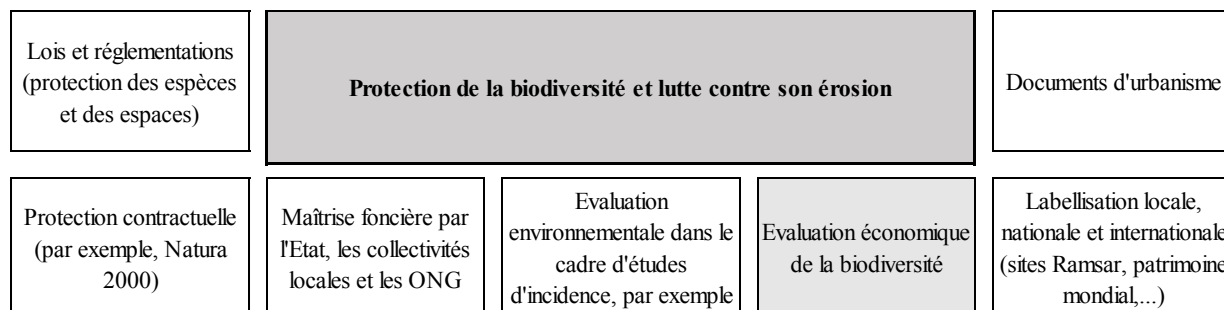 Lois et réglementations
(protection des espèces
et des espaces)
Protection de la biodiversité et lutte contre son érosion
Documents d'urbanisme
Protection contractuelle
(par exemple, Natura
2000)
Maîtrise foncière par
l'Etat, les collectivités
locales et les ONG
Evaluation
environnementale dans le
cadre d'études
d'incidence, par exemple
Evaluation économique
de la biodiversité
Labellisation locale,
nationale et internationale
(sites Ramsar, patrimoine
mondial,...)